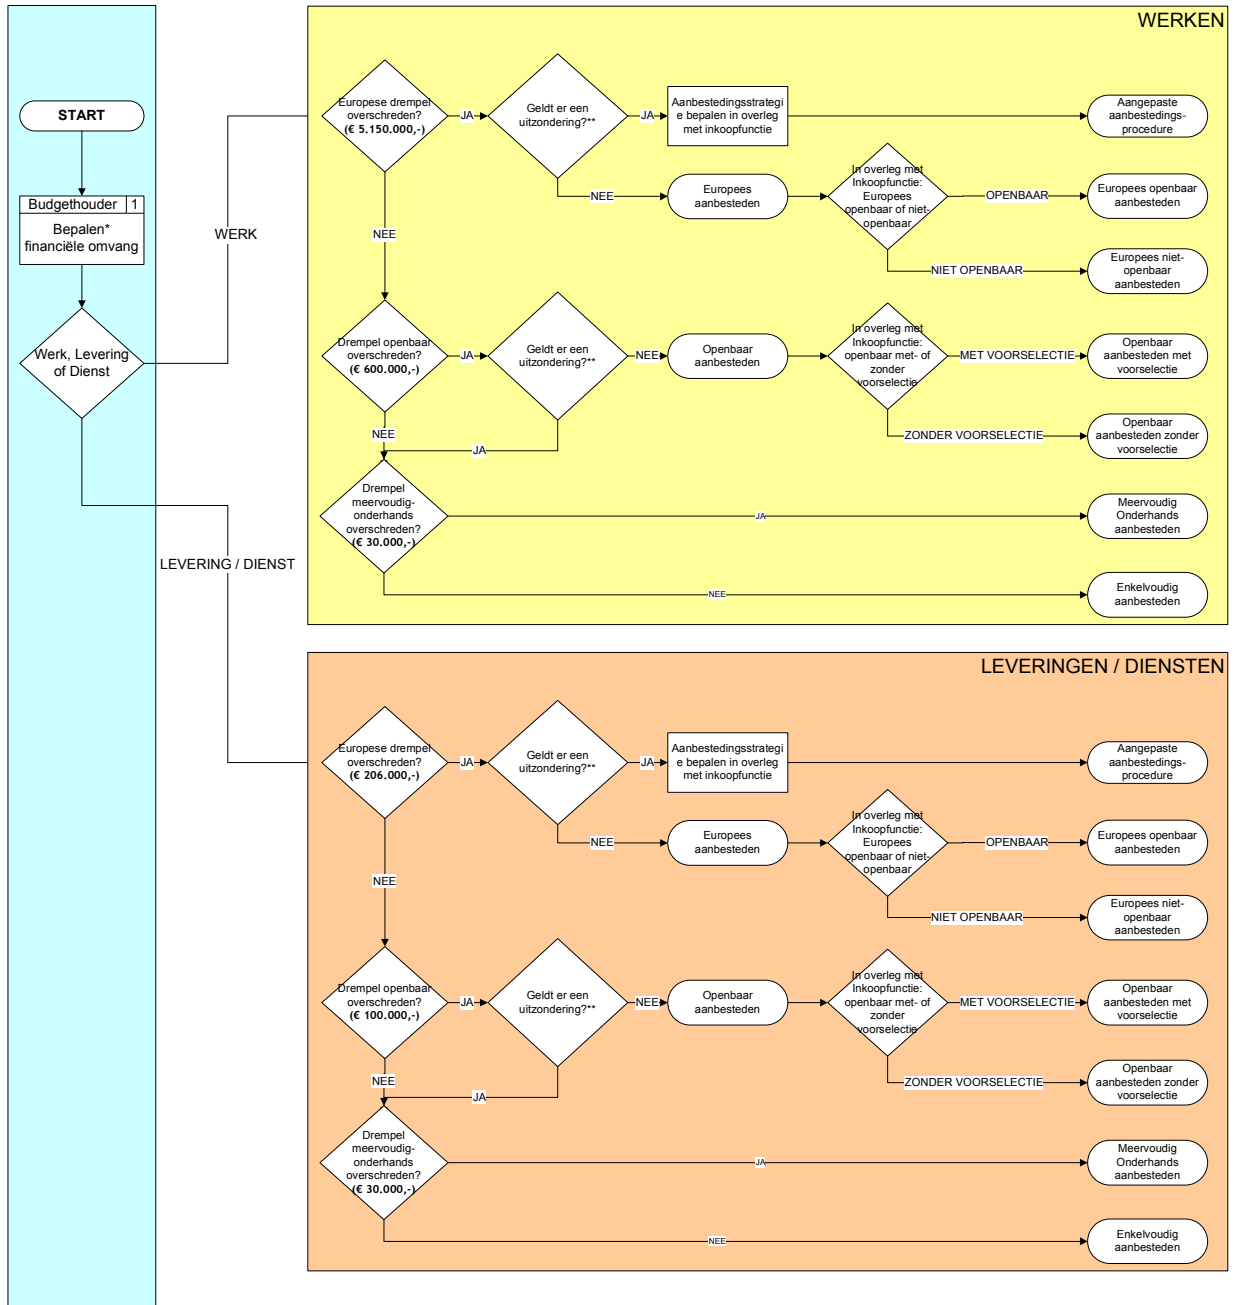 START
Budgethouder 1
Bepalen*
financiële omvang
Werk, Levering
of Dienst
WERK
LEVERING / DIENST
WERKEN
Europese drempel
overschreden?
(€ 5.150.000,-)
JA
Geldt er een
uitzondering?**
JA
Aanbestedingsstrategi
e bepalen in overleg
met inkoopfunctie
Aangepaste
aanbestedings-
procedure
NEE
Europees
aanbesteden
In overleg met
Inkoopfunctie:
Europees
openbaar of niet-
openbaar
OPENBAAR
Europees openbaar
aanbesteden
NIET OPENBAAR
Europees niet-
openbaar
aanbesteden
NEE
Drempel openbaar
overschreden?
(€ 600.000,-)
JA
Geldt er een
uitzondering?**
NEE
Openbaar
aanbesteden
In overleg met
Inkoopfunctie:
openbaar met- of
zonder
voorselectie
MET VOORSELECTIE
Openbaar
aanbesteden met
voorselectie
ZONDER VOORSELECTIE
Openbaar
aanbesteden zonder
voorselectie
NEE
JA
Drempel
meervoudig-
onderhands
overschreden?
(€ 30.000,-)
JA
Meervoudig
Onderhands
aanbesteden
NEE
Enkelvoudig
aanbesteden
LEVERINGEN / DIENSTEN
Europese drempel
overschreden?
(€ 206.000,-)
JA
Geldt er een
uitzondering?**
JA
Aanbestedingsstrategi
e bepalen in overleg
met inkoopfunctie
Aangepaste
aanbestedings-
procedure
NEE
Europees
aanbesteden
In overleg met
Inkoopfunctie:
Europees
openbaar of niet-
openbaar
OPENBAAR
Europees openbaar
aanbesteden
NIET OPENBAAR
Europees niet-
openbaar
aanbesteden
NEE
Drempel openbaar
overschreden?
(€ 100.000,-)
JA
Geldt er een
uitzondering?**
NEE
Openbaar
aanbesteden
In overleg met
Inkoopfunctie:
openbaar met- of
zonder
voorselectie
MET VOORSELECTIE
Openbaar
aanbesteden met
voorselectie
ZONDER VOORSELECTIE
Openbaar
aanbesteden zonder
voorselectie
NEE
JA
Drempel
meervoudig-
onderhands
overschreden?
(€ 30.000,-)
JA
Meervoudig
Onderhands
aanbesteden
NEE
Enkelvoudig
aanbesteden